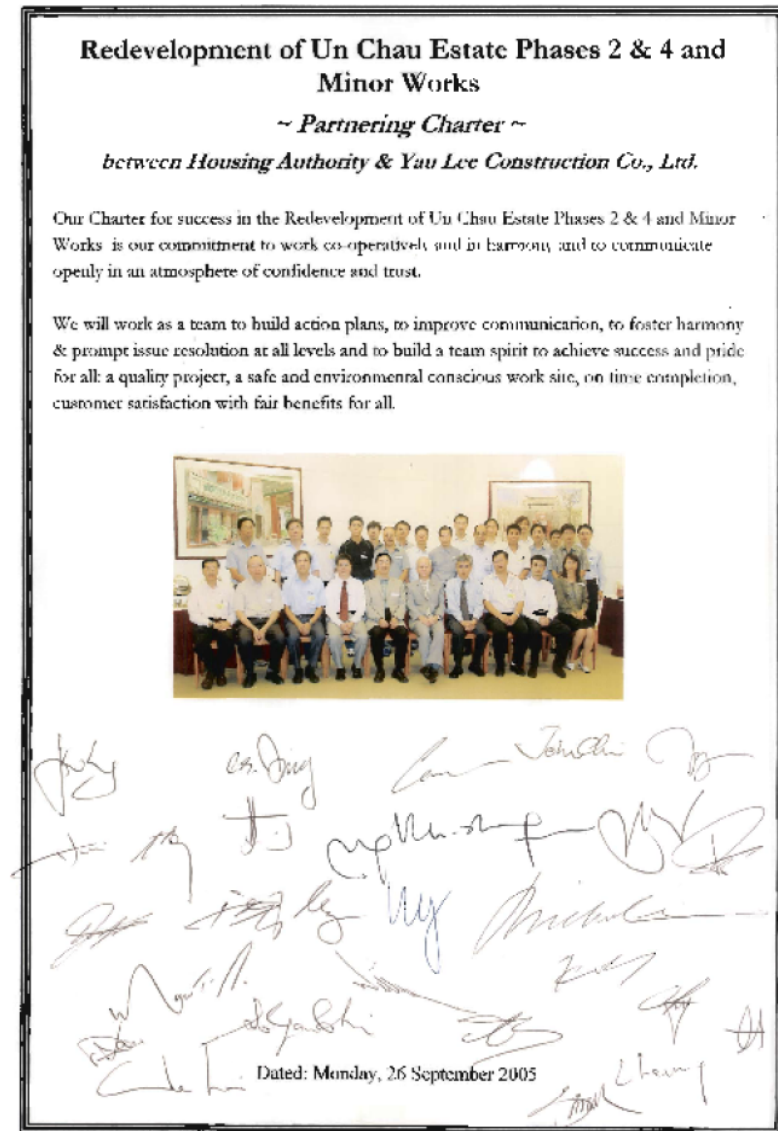 Redevelopment of Un Chau Estate Phases 2 & 4 and
Minor Works
~ Partnering Charter ~
between Housing Authority & Yau Lee Construction Co., Ltd.
Our Charter for success in the Redevelopment of Un Chau Estate Phases 2 & 4 and Minor
Works is our commitment to work co-operatively and in harmony and to communicate
openly in an atmosphere of confidence and trust.
We will work as a team to build action plans, to improve communication, to foster harmony
& prompt issue resolution at all levels and to build a team spirit to achieve success and pride
for all: a quality project, a safe and environmental conscious work site, on time completion,
customer satisfaction with fair benefits for all.
Dated: Monday, 26 September 2005
Cheung